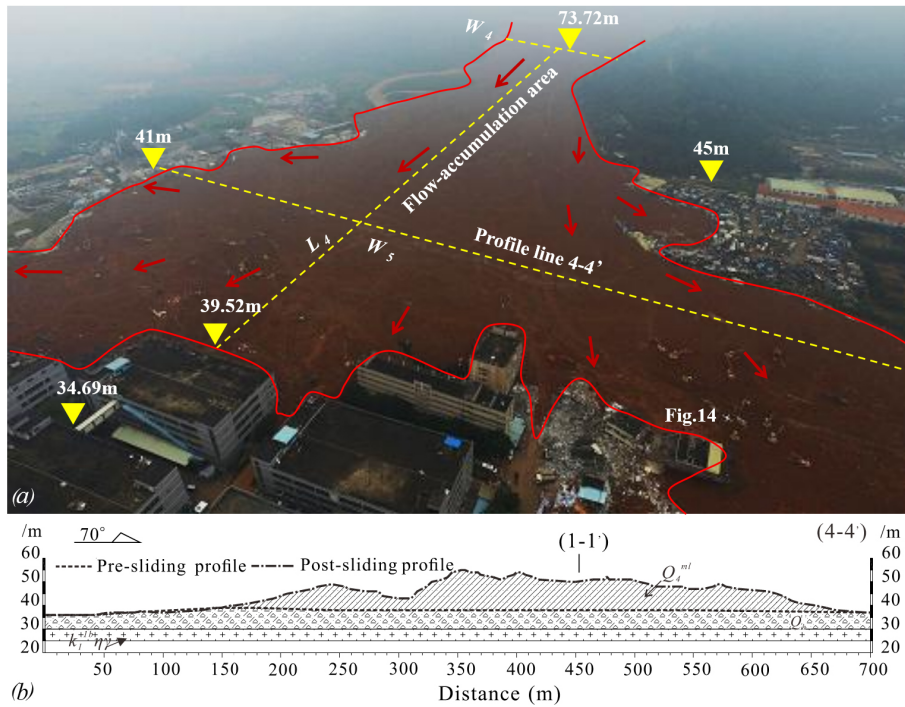 73.72m
W4
Flow-accumulation area
41m
45m
L4
W5
Profile line 4-4’
39.52m
34.69m
Fig.14
(a)
/m
70°
(1-1')
(4-4')
/m
60
Pre-sliding profile
Post-sliding profile
60
50
Q4ml
50
40
40
30
30
20
20
50
100
150
200
250
300
350
400
450
500
550
600
650
700
Distance (m)
(b)